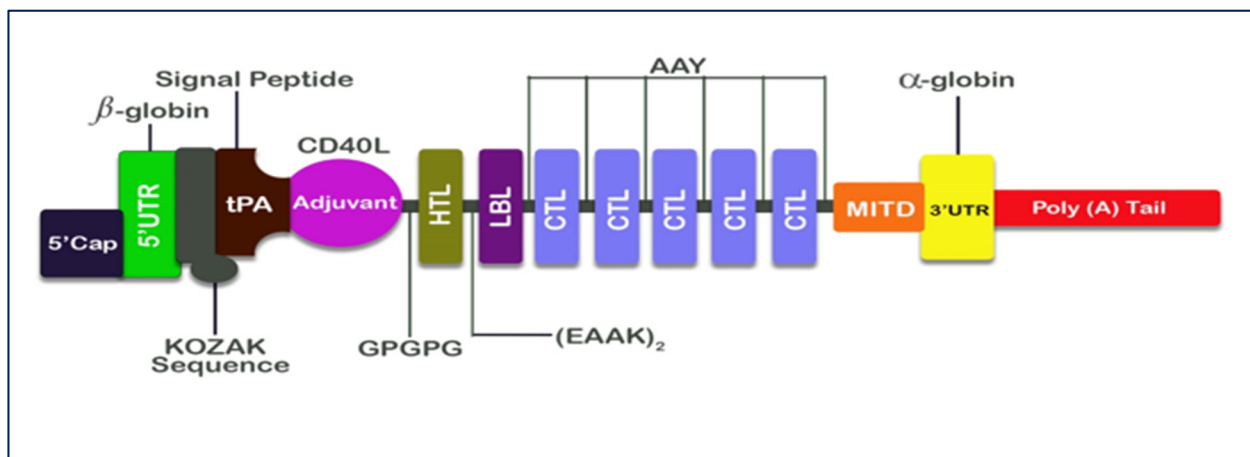 Signal Peptide
AAY
α-globin
β-globin
CD40L
5'Cap
5'UTR
tPA
Adjuvant
HTL
LBL
CTL
CTL
CTL
CTL
CTL
MITD
3'UTR
Poly (A) Tail
KOZAK
Sequence
GPGPG
(EAAK)₂